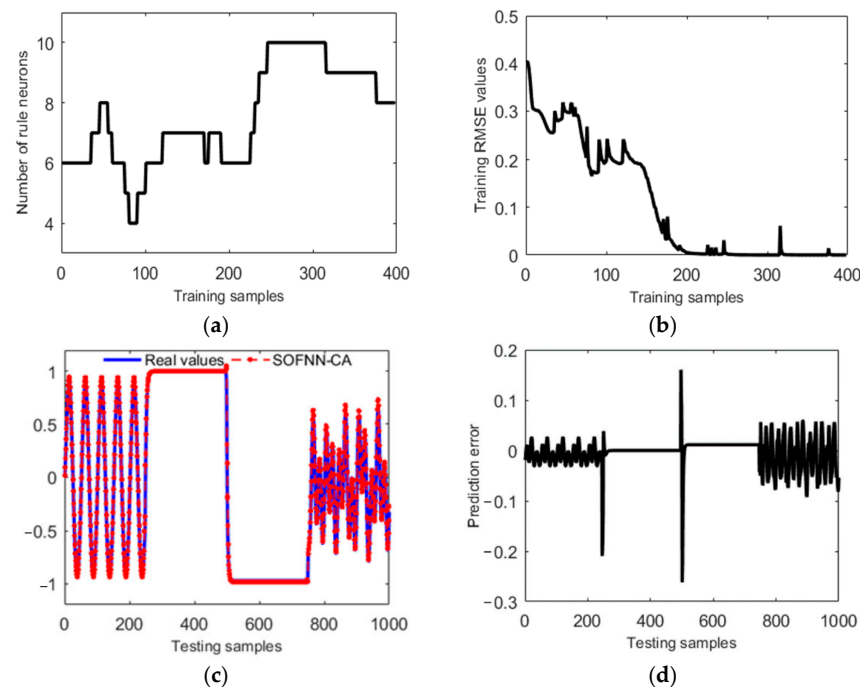 Number of rule neurons
10
8
6
4
0 100 200 300 400
Training samples
(a)
Training RMSE values
0.5
0.4
0.3
0.2
0.1
0
0 100 200 300 400
Training samples
(b)
Real values SOFNN-CA
1
0.5
0
−0.5
−1
0 200 400 600 800 1000
Testing samples
(c)
Prediction error
0.2
0.1
0
−0.1
−0.2
−0.3
0 200 400 600 800 1000
Testing samples
(d)